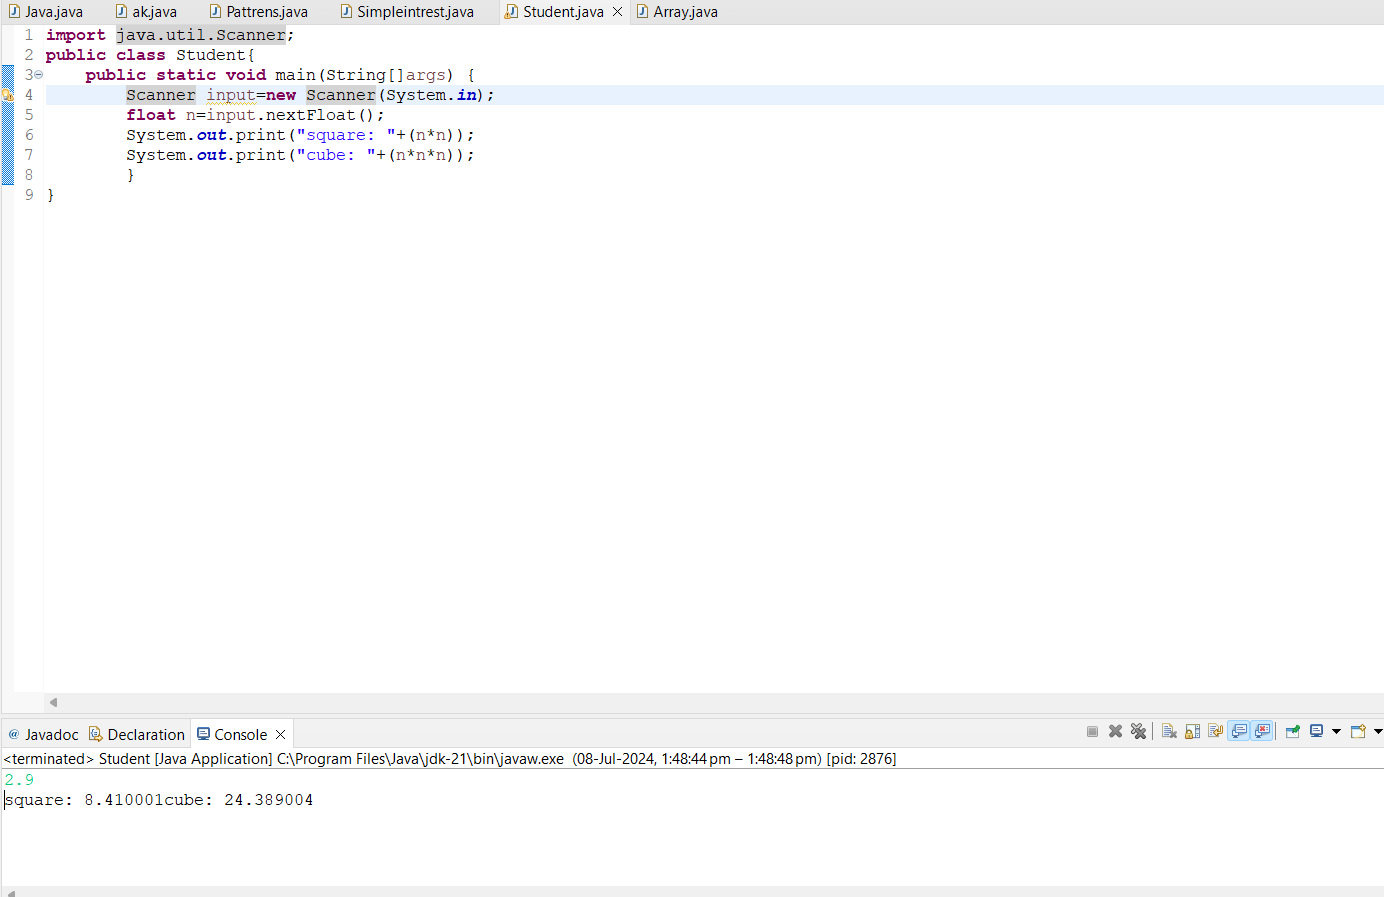 Java.java ak.java Pattrens.java Simpleintrest.java Student.java Array.java
1 import java.util.Scanner;
2 public class Student{
3 public static void main(String[]args) {
4 Scanner input=new Scanner(System.in);
5 float n=input.nextFloat();
6 System.out.print("square: "+(n*n));
7 System.out.print("cube: "+(n*n*n));
8 }
9 }
@ Javadoc Declaration Console
<terminated> Student [Java Application] C:\Program Files\Java\jdk-21\bin\javaw.exe (08-Jul-2024, 1:48:44 pm – 1:48:48 pm) [pid: 2876]
2.9
square: 8.410001cube: 24.389004